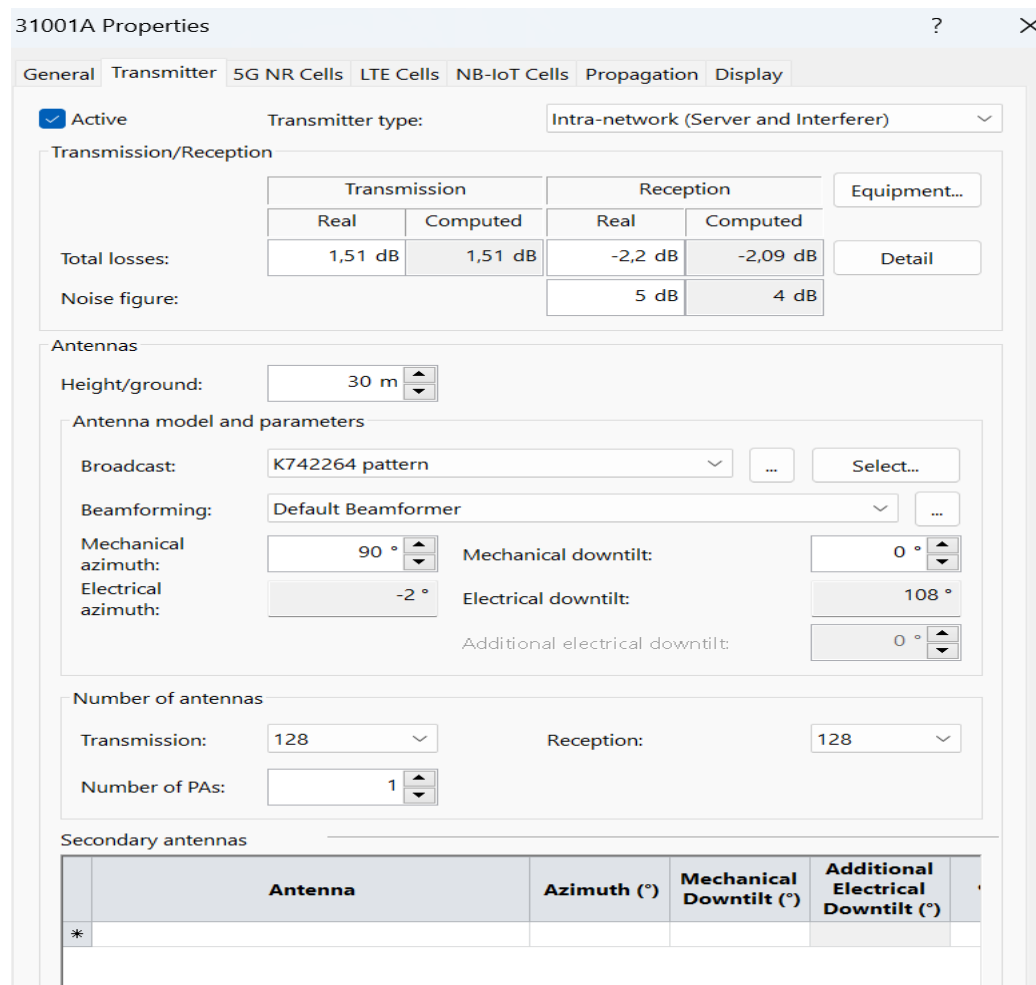 31001A Properties ?
General Transmitter 5G NR Cells LTE Cells NB-IoT Cells Propagation Display
Active Transmitter type: Intra-network (Server and Interferer)
Transmission/Reception
Transmission Reception Equipment...
Real Computed Real Computed
Total losses: 1,51 dB 1,51 dB -2,2 dB -2,09 dB Detail
Noise figure: 5 dB 4 dB
Antennas
Height/ground: 30 m
Antenna model and parameters
Broadcast: K742264 pattern ... Select...
Beamforming: Default Beamformer ...
Mechanical
azimuth: 90 ° Mechanical downtilt: 0 °
Electrical
azimuth: -2 ° Electrical downtilt: 108 °
Additional electrical downtilt: 0 °
Number of antennas
Transmission: 128 Reception: 128
Number of PAs: 1
Secondary antennas
Antenna Azimuth (°) Mechanical Downtilt (°) Additional Electrical Downtilt (°)
*